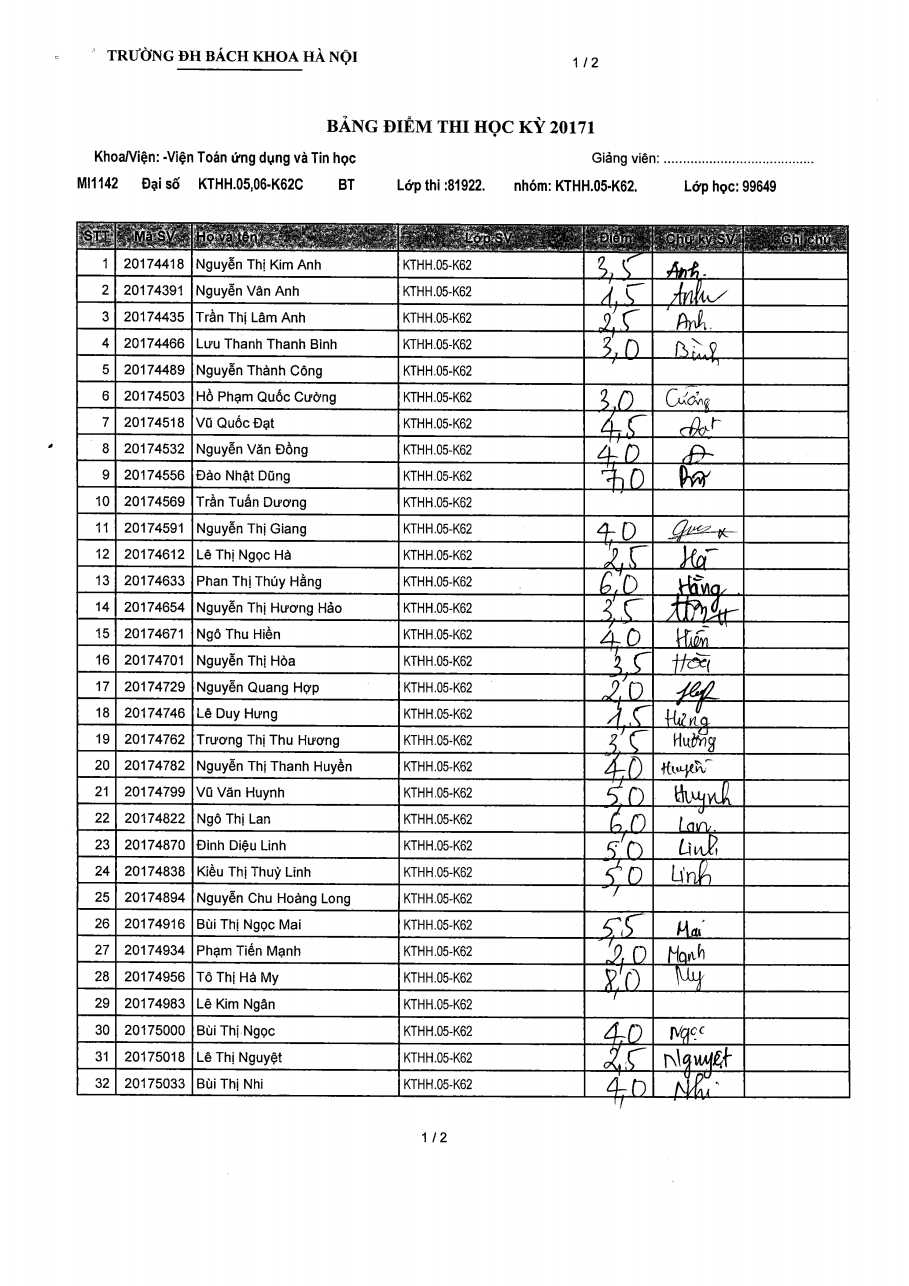 TRƯỜNG ĐH BÁCH KHOA HÀ NỘI
1 / 2
BẢNG ĐIỂM THI HỌC KỲ 20171
Khoa/Viện: -Viện Toán ứng dụng và Tin học Giảng viên: ..........................................
MI1142 Đại số KTHH.05,06-K62C BT Lớp thi :81922. nhóm: KTHH.05-K62. Lớp học: 99649
STT Mã SV Họ và tên Lớp SV Điểm Chữ ký SV Ghi chú
1 20174418 Nguyễn Thị Kim Anh KTHH.05-K62 3,5 Anh.
2 20174391 Nguyễn Vân Anh KTHH.05-K62 1,5 Anh
3 20174435 Trần Thị Lâm Anh KTHH.05-K62 2,5 Anh.
4 20174466 Lưu Thanh Thanh Bình KTHH.05-K62 3,0 Bình
5 20174489 Nguyễn Thành Công KTHH.05-K62
6 20174503 Hồ Phạm Quốc Cường KTHH.05-K62 3,0 Cường
7 20174518 Vũ Quốc Đạt KTHH.05-K62 4,5 Đạt
8 20174532 Nguyễn Văn Đồng KTHH.05-K62 4,0 Đ
9 20174556 Đào Nhật Dũng KTHH.05-K62 7,0
10 20174569 Trần Tuấn Dương KTHH.05-K62
11 20174591 Nguyễn Thị Giang KTHH.05-K62 4,0
12 20174612 Lê Thị Ngọc Hà KTHH.05-K62 2,5 Hà
13 20174633 Phan Thị Thúy Hằng KTHH.05-K62 6,0 Hằng
14 20174654 Nguyễn Thị Hương Hảo KTHH.05-K62 3,5
15 20174671 Ngô Thu Hiền KTHH.05-K62 4,0 Hiền
16 20174701 Nguyễn Thị Hòa KTHH.05-K62 3,5 Hòa
17 20174729 Nguyễn Quang Hợp KTHH.05-K62 2,0 Hợp
18 20174746 Lê Duy Hưng KTHH.05-K62 1,5 Hưng
19 20174762 Trương Thị Thu Hương KTHH.05-K62 3,5 Hương
20 20174782 Nguyễn Thị Thanh Huyền KTHH.05-K62 4,0 Huyền
21 20174799 Vũ Văn Huynh KTHH.05-K62 5,0 Huynh
22 20174822 Ngô Thị Lan KTHH.05-K62 6,0 Lan.
23 20174870 Đinh Diệu Linh KTHH.05-K62 5,0 Linh
24 20174838 Kiều Thị Thuỳ Linh KTHH.05-K62 5,0 Linh
25 20174894 Nguyễn Chu Hoàng Long KTHH.05-K62
26 20174916 Bùi Thị Ngọc Mai KTHH.05-K62 5,5 Mai
27 20174934 Phạm Tiến Mạnh KTHH.05-K62 2,0 Mạnh
28 20174956 Tô Thị Hà My KTHH.05-K62 8,0 My
29 20174983 Lê Kim Ngân KTHH.05-K62
30 20175000 Bùi Thị Ngọc KTHH.05-K62 4,0 Ngọc
31 20175018 Lê Thị Nguyệt KTHH.05-K62 2,5 Nguyệt
32 20175033 Bùi Thị Nhi KTHH.05-K62 4,0 Nhi
1 / 2